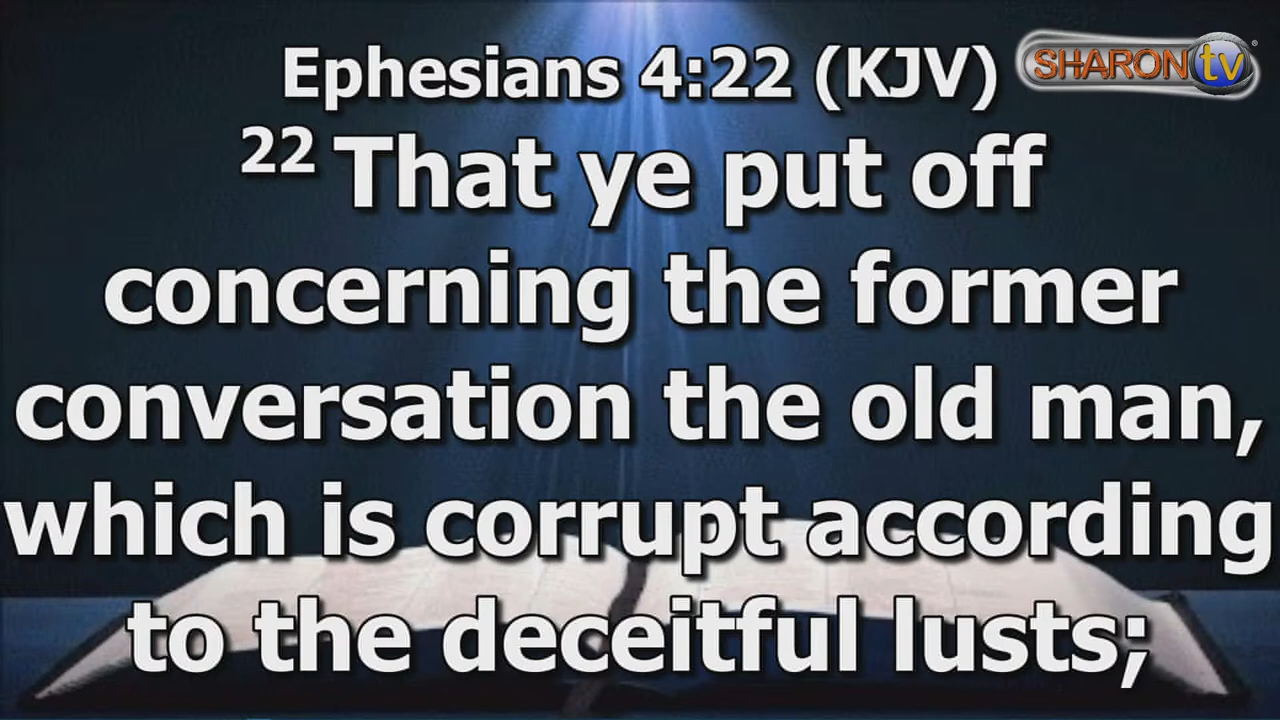 Ephesians 4:22 (KJV)
SHARON tv
22 That ye put off
concerning the former
conversation the old man,
which is corrupt according
to the deceitful lusts;